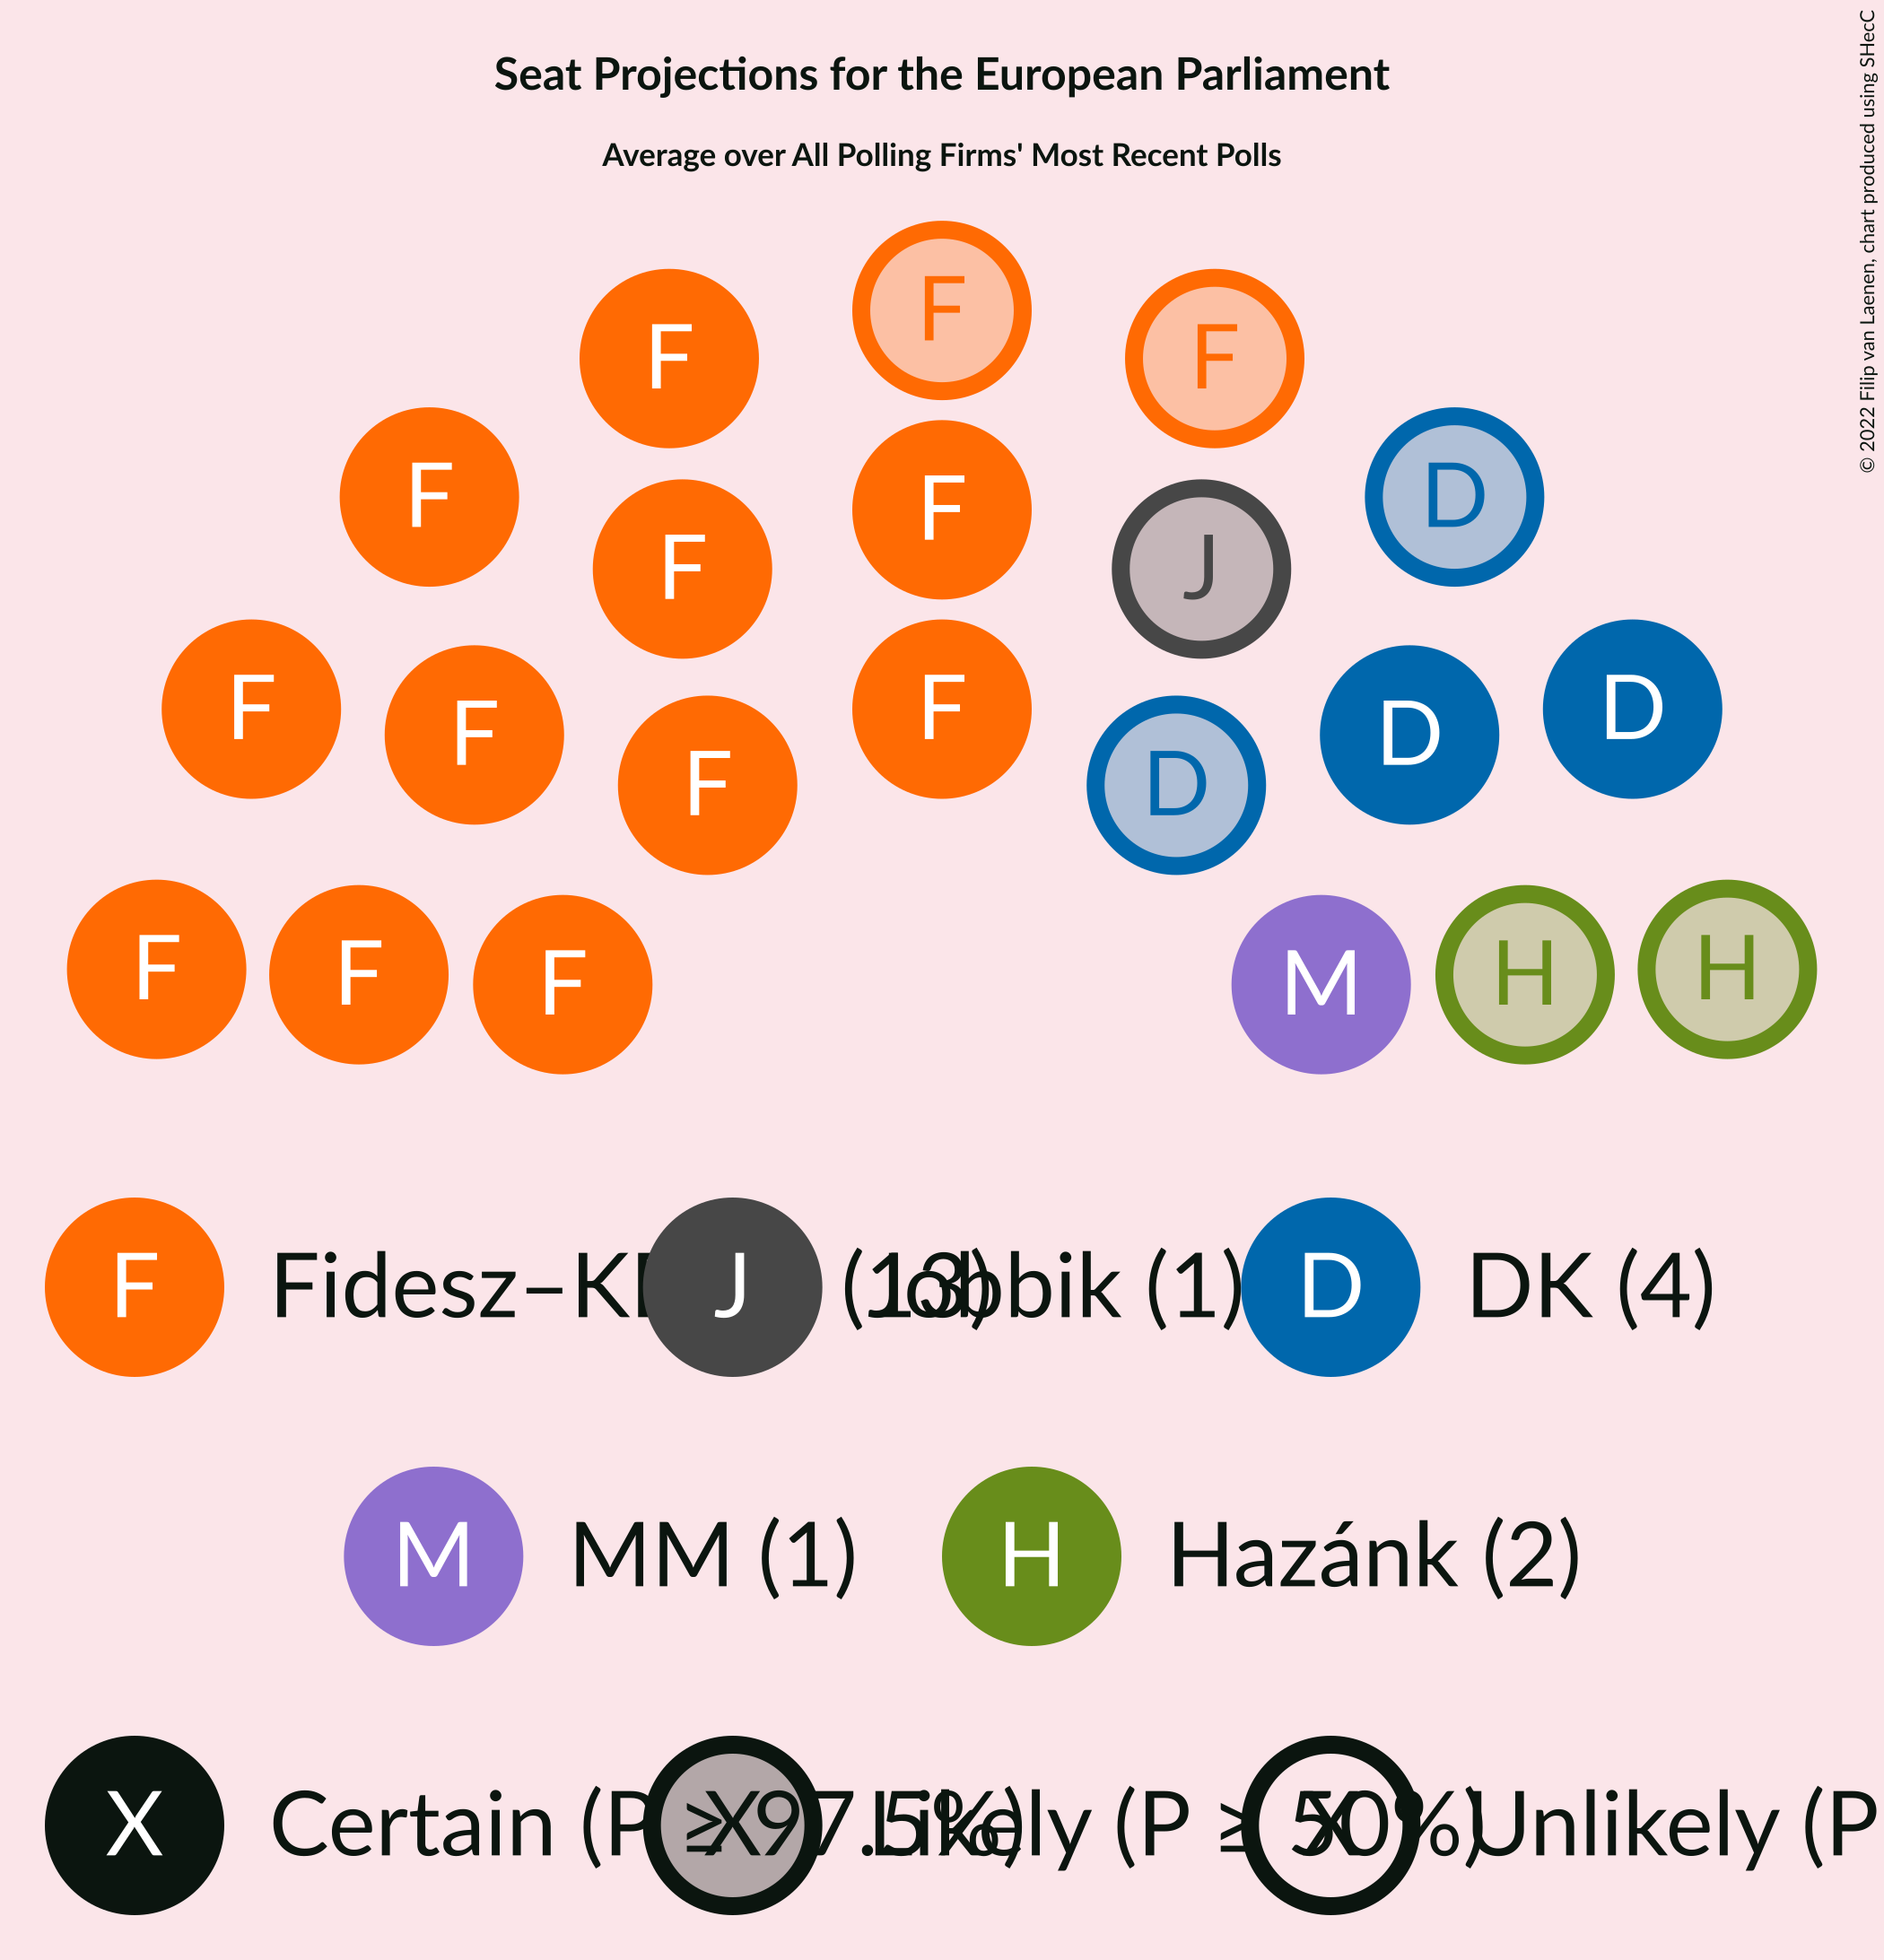 Seat Projections for the European Parliament
Average over All Polling Firms' Most Recent Polls
© 2022 Filip van Laenen, chart produced using SHecC
F
F F
F D
F
F J
F F D
F D
F D
H
F F M H
F
F J D
Fidesz–K (13) Jobbik (1) DK (4)
M MM (1) H Hazánk (2)
X Certain (P ≥ 97.5%) X Likely (P ≥ 50%) X Unlikely (P